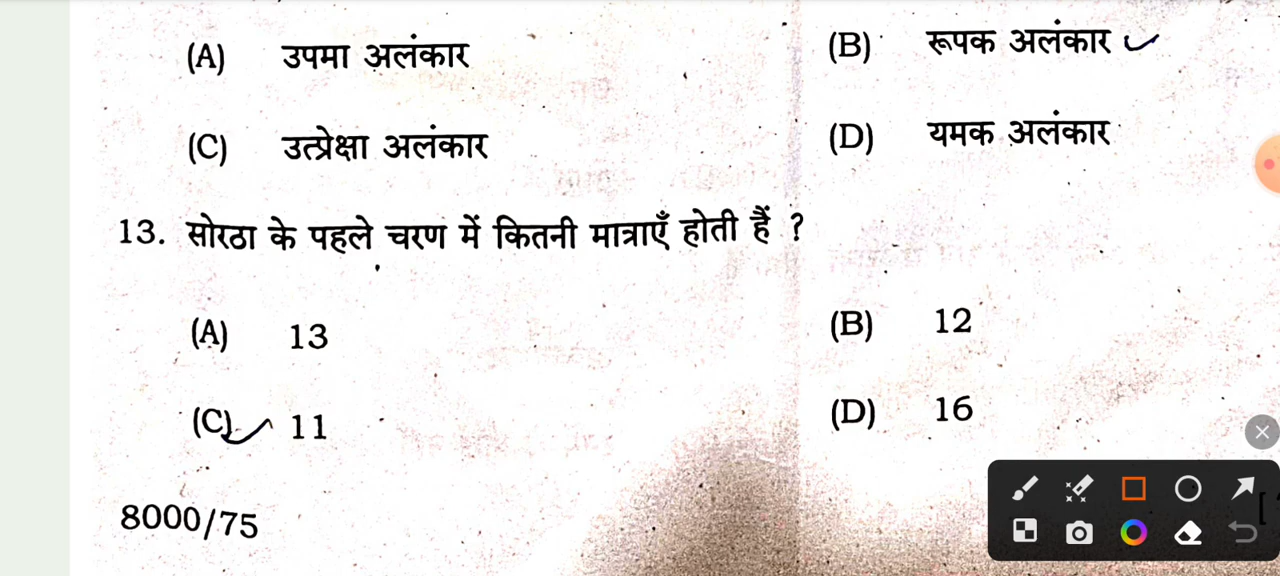 (A) उपमा अलंकार (B) रूपक अलंकार
(C) उत्प्रेक्षा अलंकार (D) यमक अलंकार
13. सोरठा के पहले चरण में कितनी मात्राएँ होती हैं ?
(A) 13 (B) 12
(C) 11 (D) 16
8000/75 [